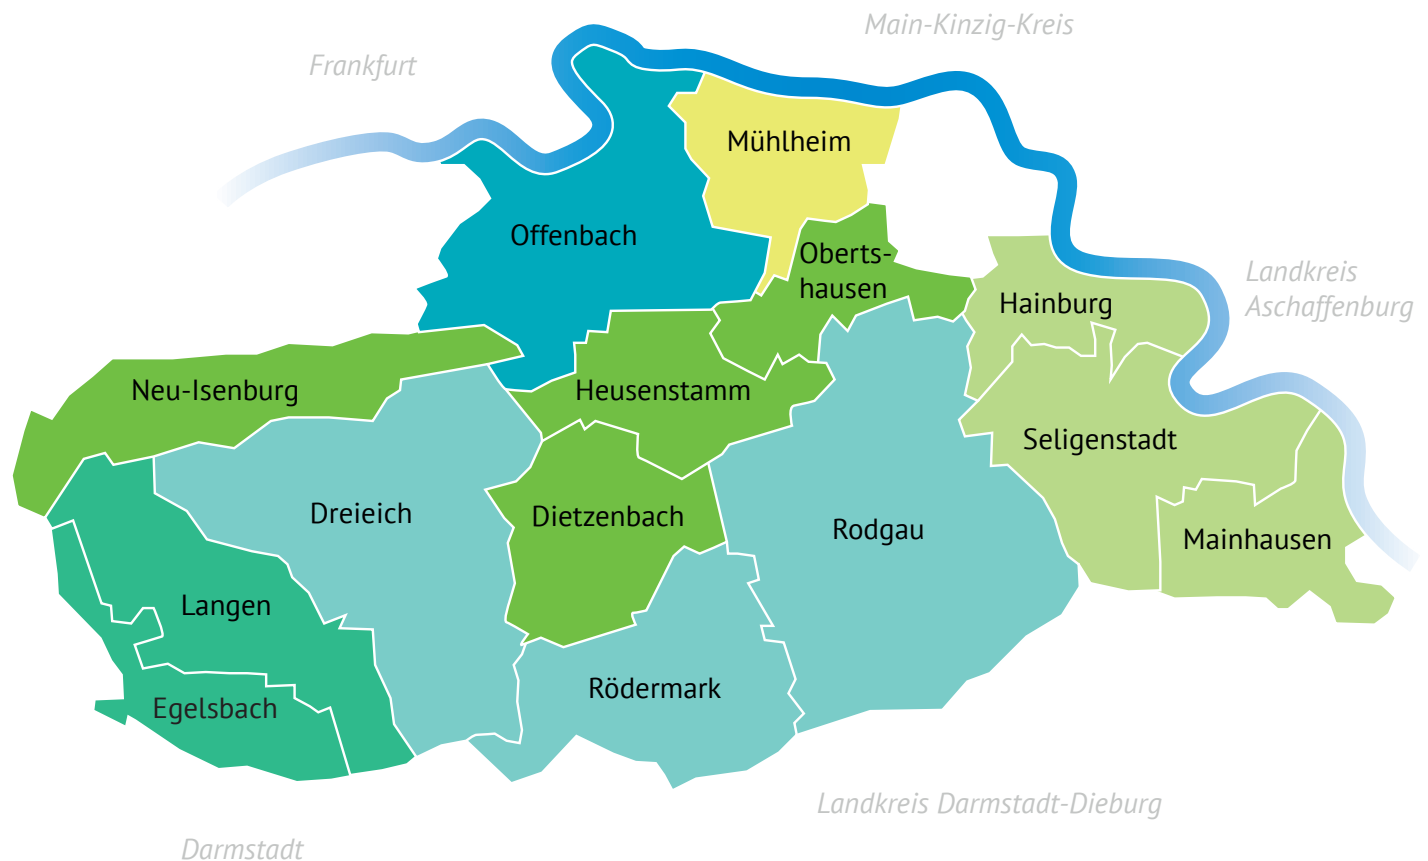 Main-Kinzig-Kreis
Frankfurt
Mühlheim
Offenbach
Oberts-
hausen
Landkreis
Aschaffenburg
Hainburg
Neu-Isenburg
Heusenstamm
Seligenstadt
Dreieich
Dietzenbach
Rodgau
Mainhausen
Langen
Rödermark
Egelsbach
Landkreis Darmstadt-Dieburg
Darmstadt